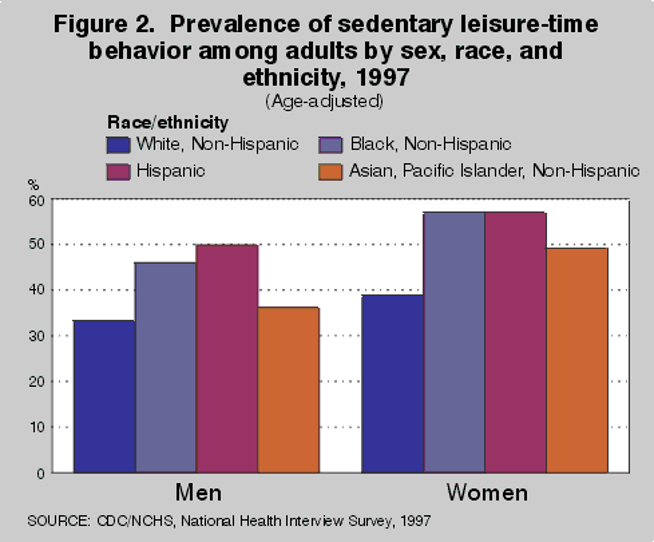 Figure 2.  Prevalence of sedentary leisure-time
behavior among adults by sex, race, and
ethnicity, 1997
(Age-adjusted)
Race/ethnicity
White, Non-Hispanic
Black, Non-Hispanic
Hispanic
Asian, Pacific Islander, Non-Hispanic
%
60
50
40
30
20
10
0
Men
Women
SOURCE: CDC/NCHS, National Health Interview Survey, 1997